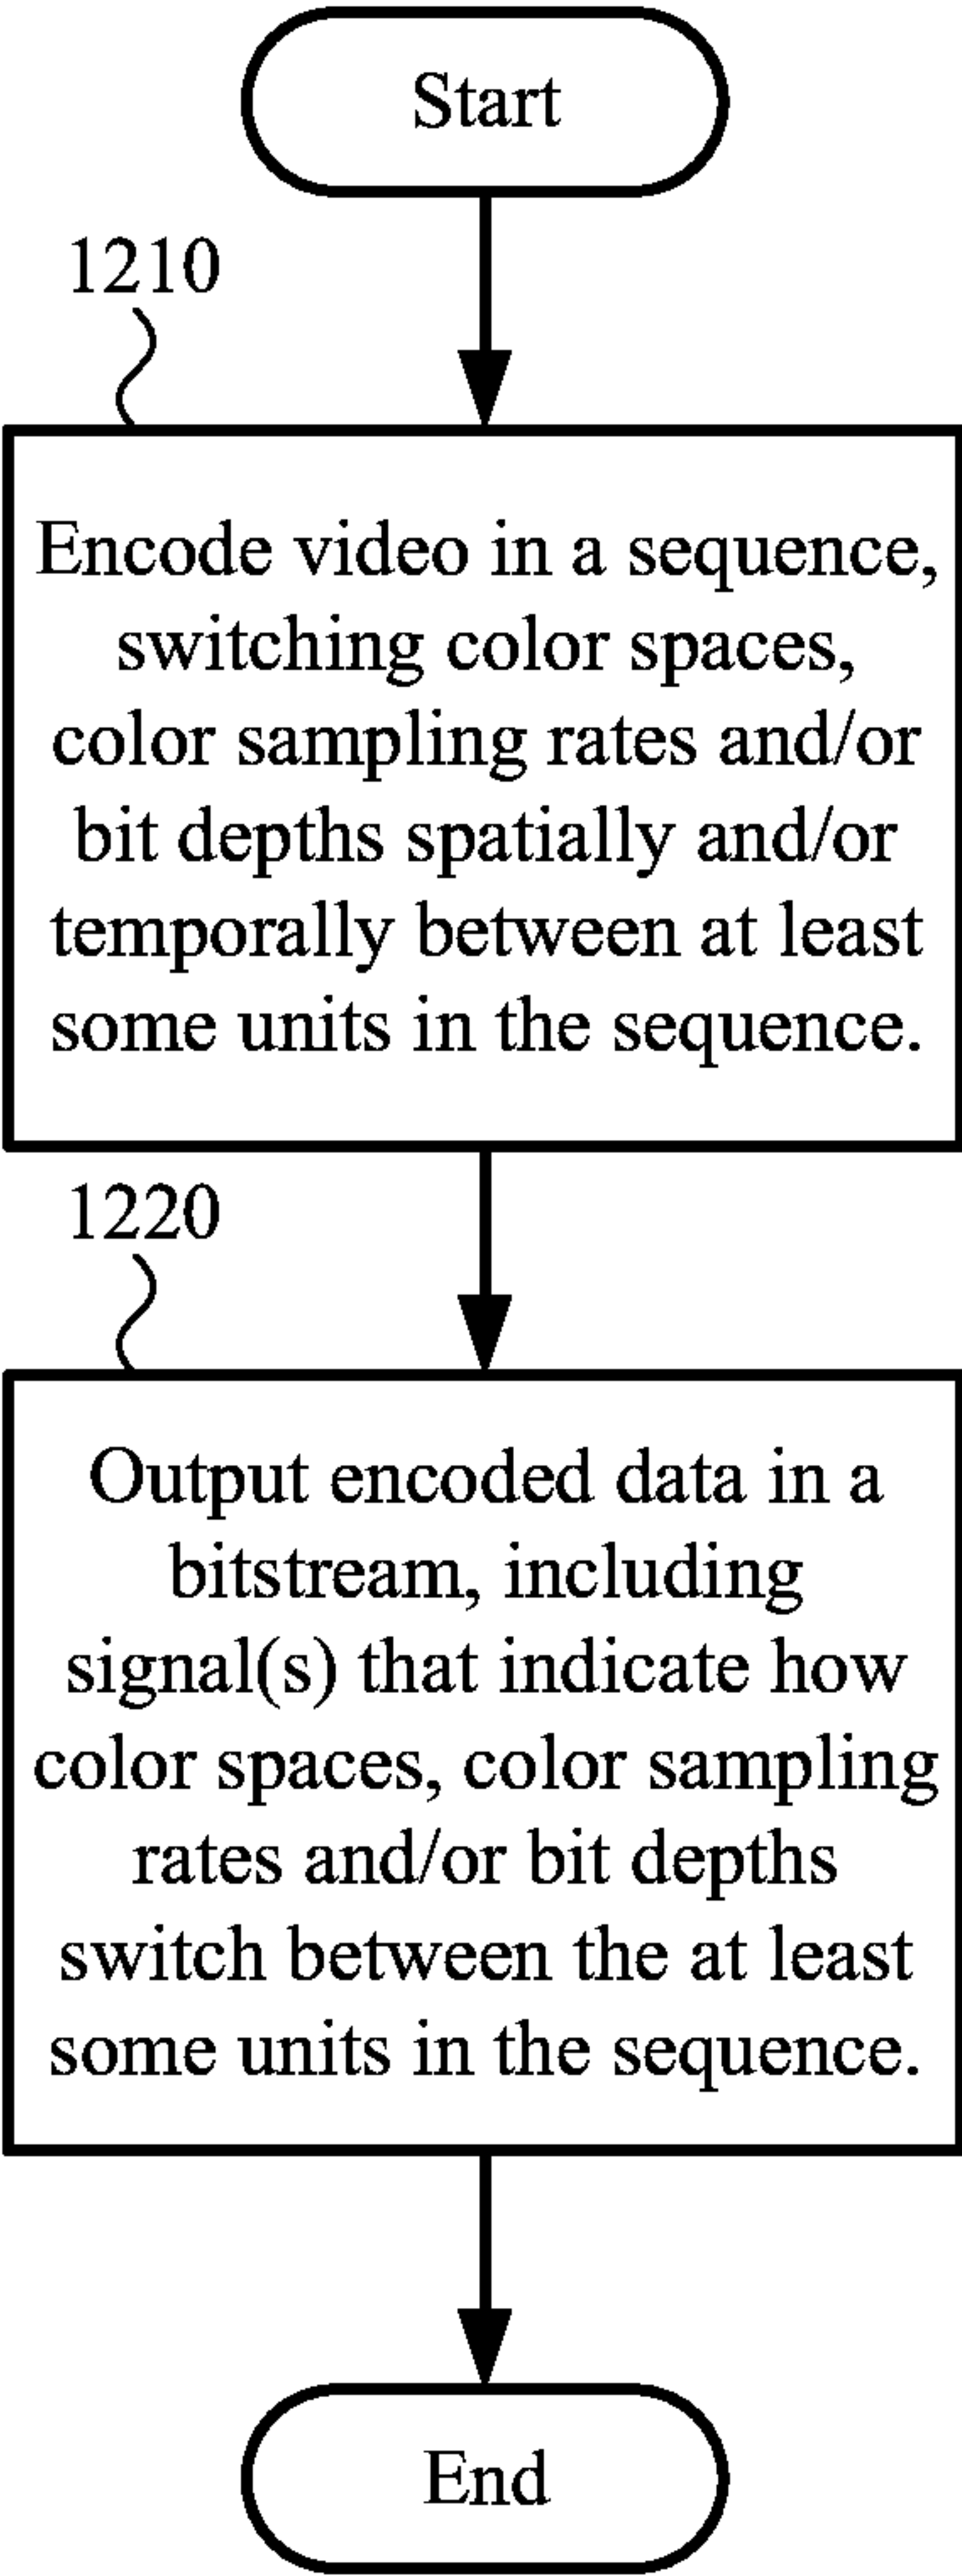 Start
1210
Encode video in a sequence,
switching color spaces,
color sampling rates and/or
bit depths spatially and/or
temporally between at least
some units in the sequence.
1220
Output encoded data in a
bitstream, including
signal(s) that indicate how
color spaces, color sampling
rates and/or bit depths
switch between the at least
some units in the sequence.
End